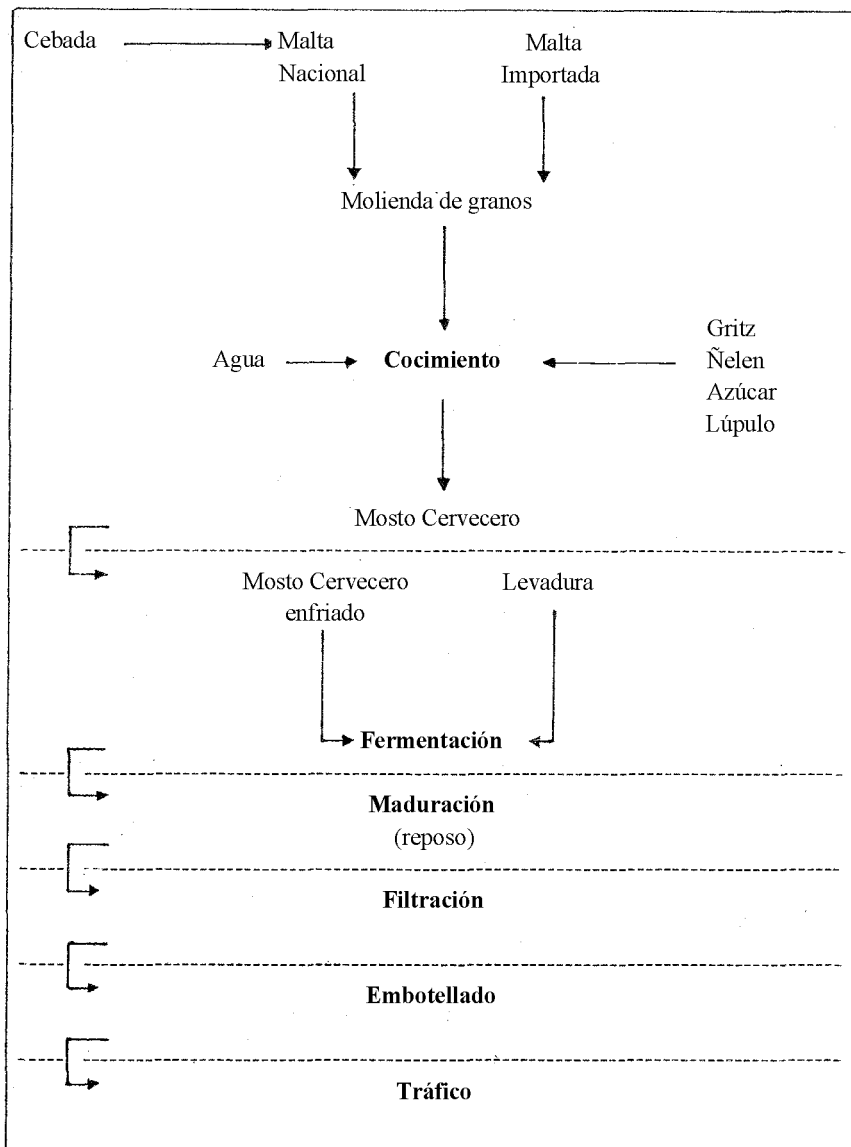 Cebada
Malta
Nacional
Malta
Importada
Molienda de granos
Agua
Cocimiento
Gritz
Ñelen
Azúcar
Lúpulo
Mosto Cervecero
Mosto Cervecero
enfriado
Levadura
Fermentación
Maduración
(reposo)
Filtración
Embotellado
Tráfico